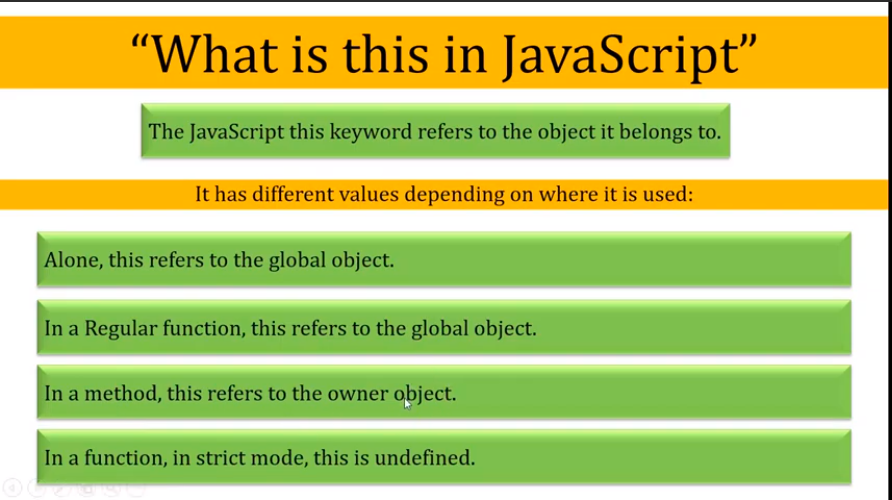 “What is this in JavaScript”
The JavaScript this keyword refers to the object it belongs to.
It has different values depending on where it is used:
Alone, this refers to the global object.
In a Regular function, this refers to the global object.
In a method, this refers to the owner object.
In a function, in strict mode, this is undefined.